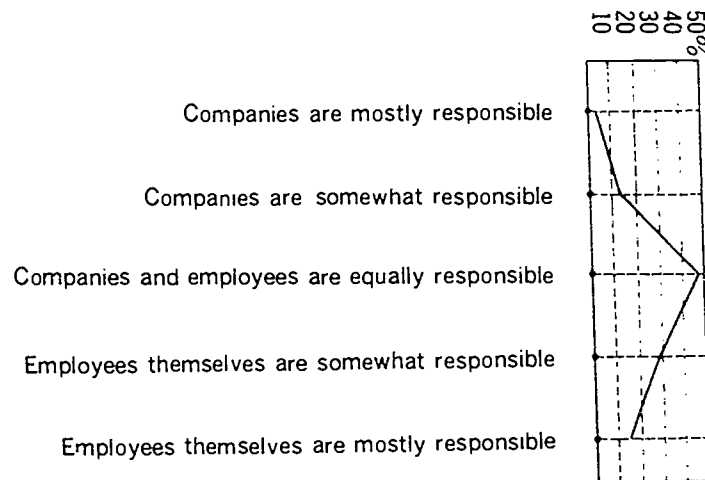 10 20 30 40 50%
Companies are mostly responsible
Companies are somewhat responsible
Companies and employees are equally responsible
Employees themselves are somewhat responsible
Employees themselves are mostly responsible